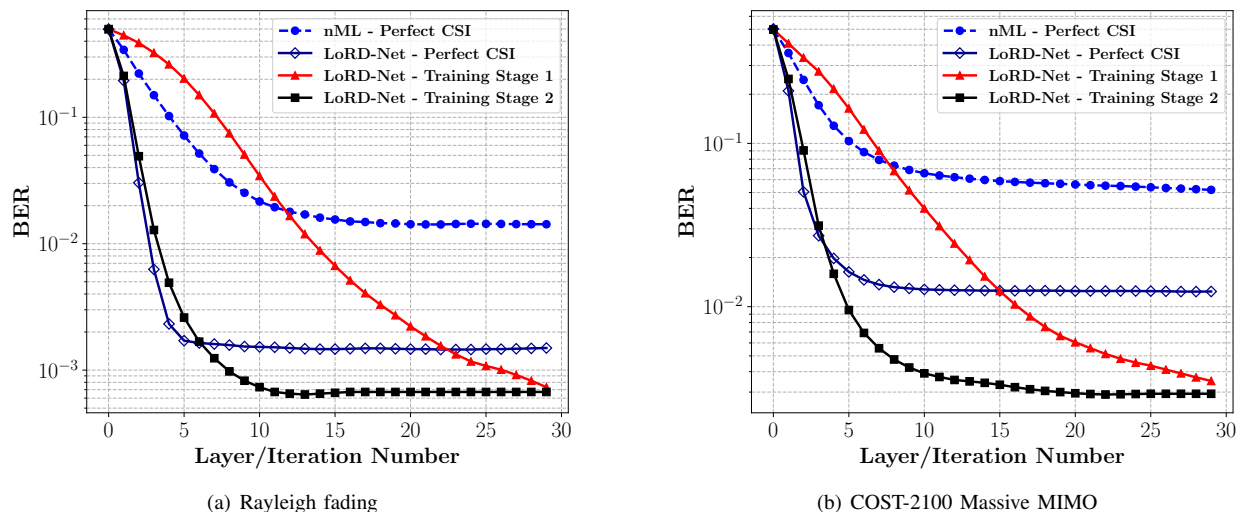 nML - Perfect CSI
LoRD-Net - Perfect CSI
LoRD-Net - Training Stage 1
LoRD-Net - Training Stage 2
BER
10⁻¹
10⁻²
10⁻³
0 5 10 15 20 25 30
Layer/Iteration Number
(a) Rayleigh fading
nML - Perfect CSI
LoRD-Net - Perfect CSI
LoRD-Net - Training Stage 1
LoRD-Net - Training Stage 2
BER
10⁻¹
10⁻²
0 5 10 15 20 25 30
Layer/Iteration Number
(b) COST-2100 Massive MIMO